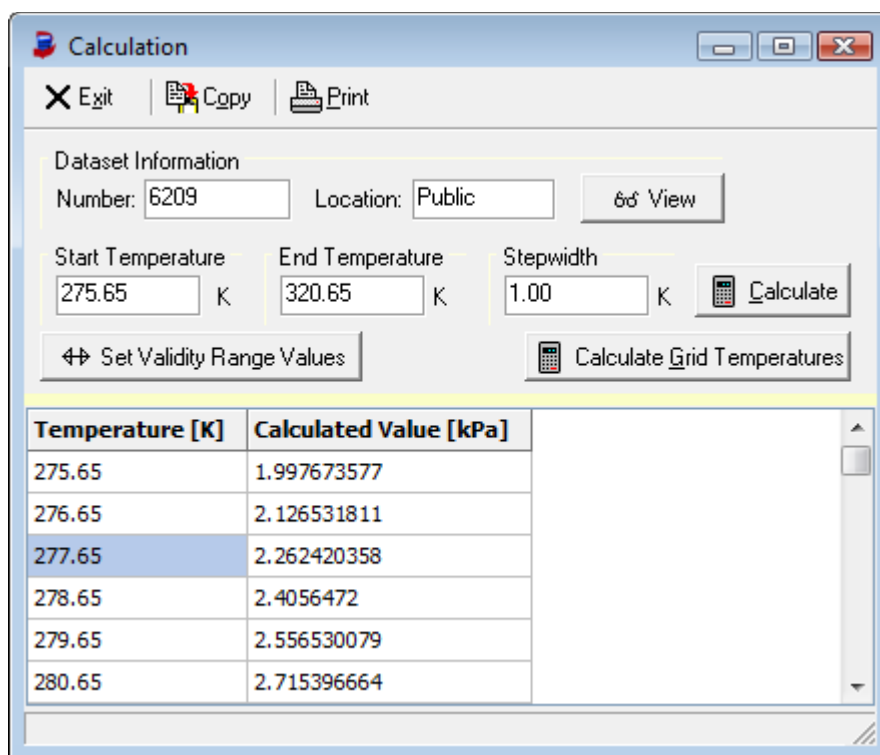 Calculation
Exit Copy Print
Dataset Information
Number: 6209 Location: Public View
Start Temperature End Temperature Stepwidth
275.65 K 320.65 K 1.00 K Calculate
Set Validity Range Values Calculate Grid Temperatures
Temperature [K] Calculated Value [kPa]
275.65 1.997673577
276.65 2.126531811
277.65 2.262420358
278.65 2.4056472
279.65 2.556530079
280.65 2.715396664